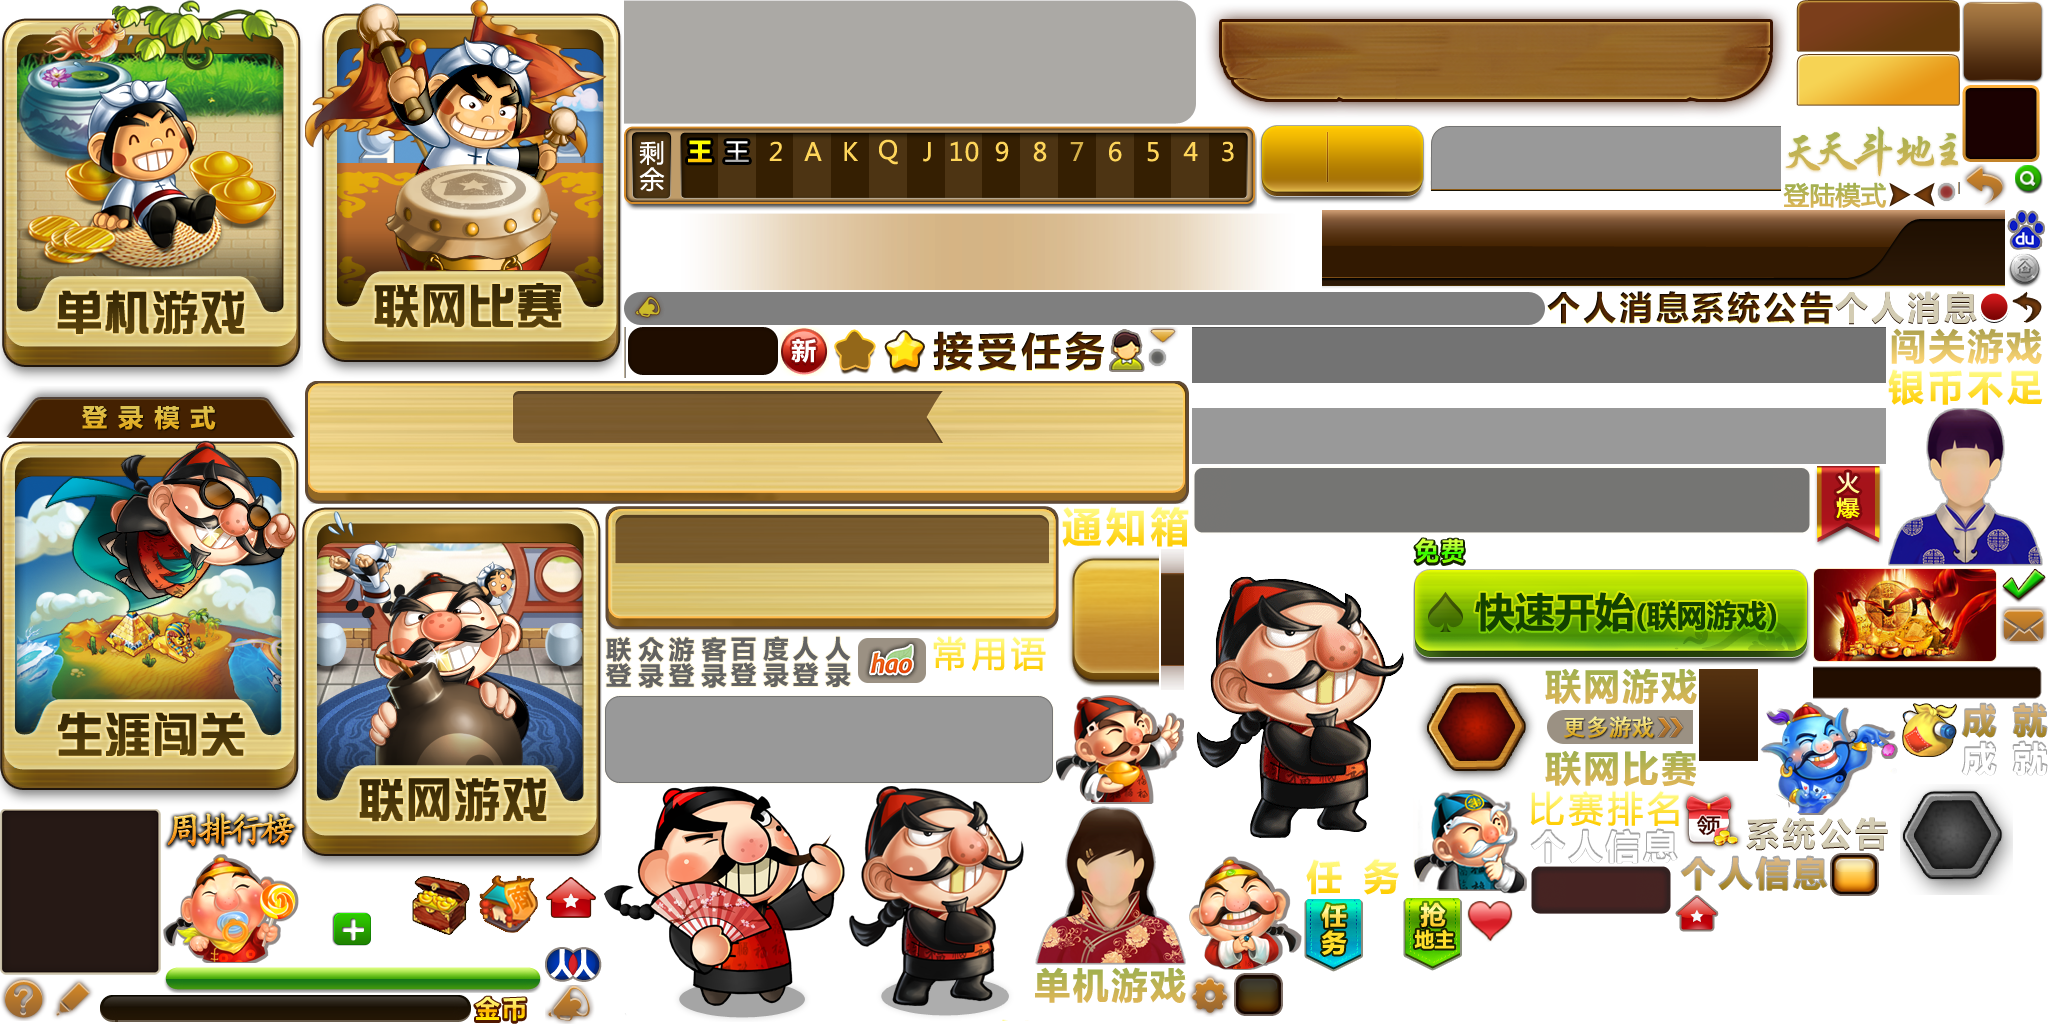 单机游戏
联网比赛
剩余
王 王 2 A K Q J 10 9 8 7 6 5 4 3
天天斗地主
登陆模式
du
个人消息系统公告个人消息
新
接受任务
闯关游戏
银币不足
登录模式
火爆
通知箱
免费
快速开始(联网游戏)
生涯闯关
联网游戏
联众登录
游客登录
百度登录
人人登录
hao
常用语
联网游戏
更多游戏
联网比赛
成就
成就
周排行榜
商
比赛排名
领
系统公告
个人信息
个人信息
任务
任务
抢地主
单机游戏
金币